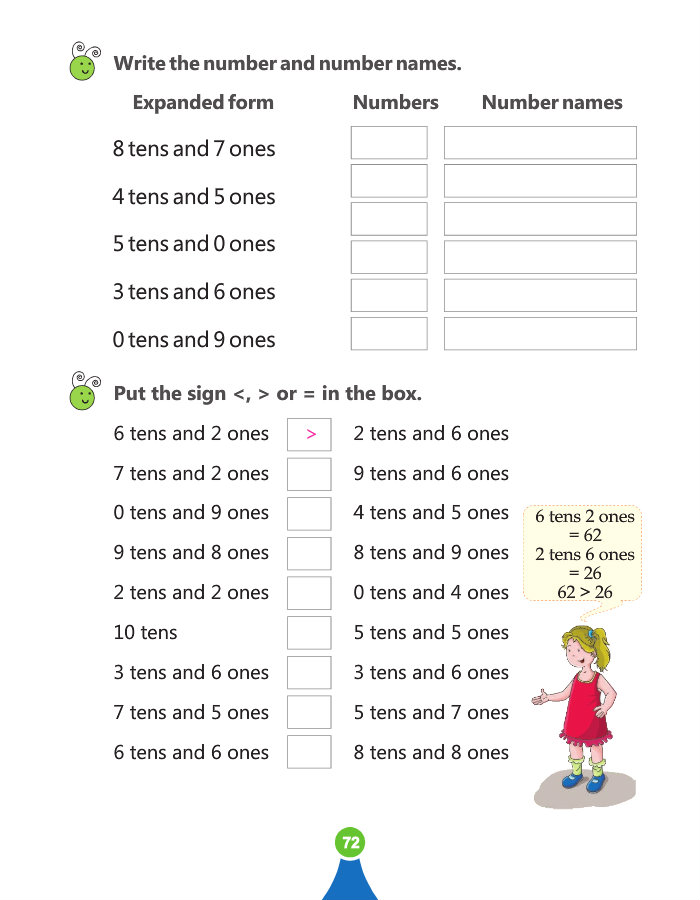 Write the number and number names.
Expanded form Numbers Number names
8 tens and 7 ones
4 tens and 5 ones
5 tens and 0 ones
3 tens and 6 ones
0 tens and 9 ones
Put the sign <, > or = in the box.
6 tens and 2 ones > 2 tens and 6 ones
7 tens and 2 ones 9 tens and 6 ones
0 tens and 9 ones 4 tens and 5 ones
9 tens and 8 ones 8 tens and 9 ones
2 tens and 2 ones 0 tens and 4 ones
10 tens 5 tens and 5 ones
3 tens and 6 ones 3 tens and 6 ones
7 tens and 5 ones 5 tens and 7 ones
6 tens and 6 ones 8 tens and 8 ones
6 tens 2 ones
= 62
2 tens 6 ones
= 26
62 > 26
72